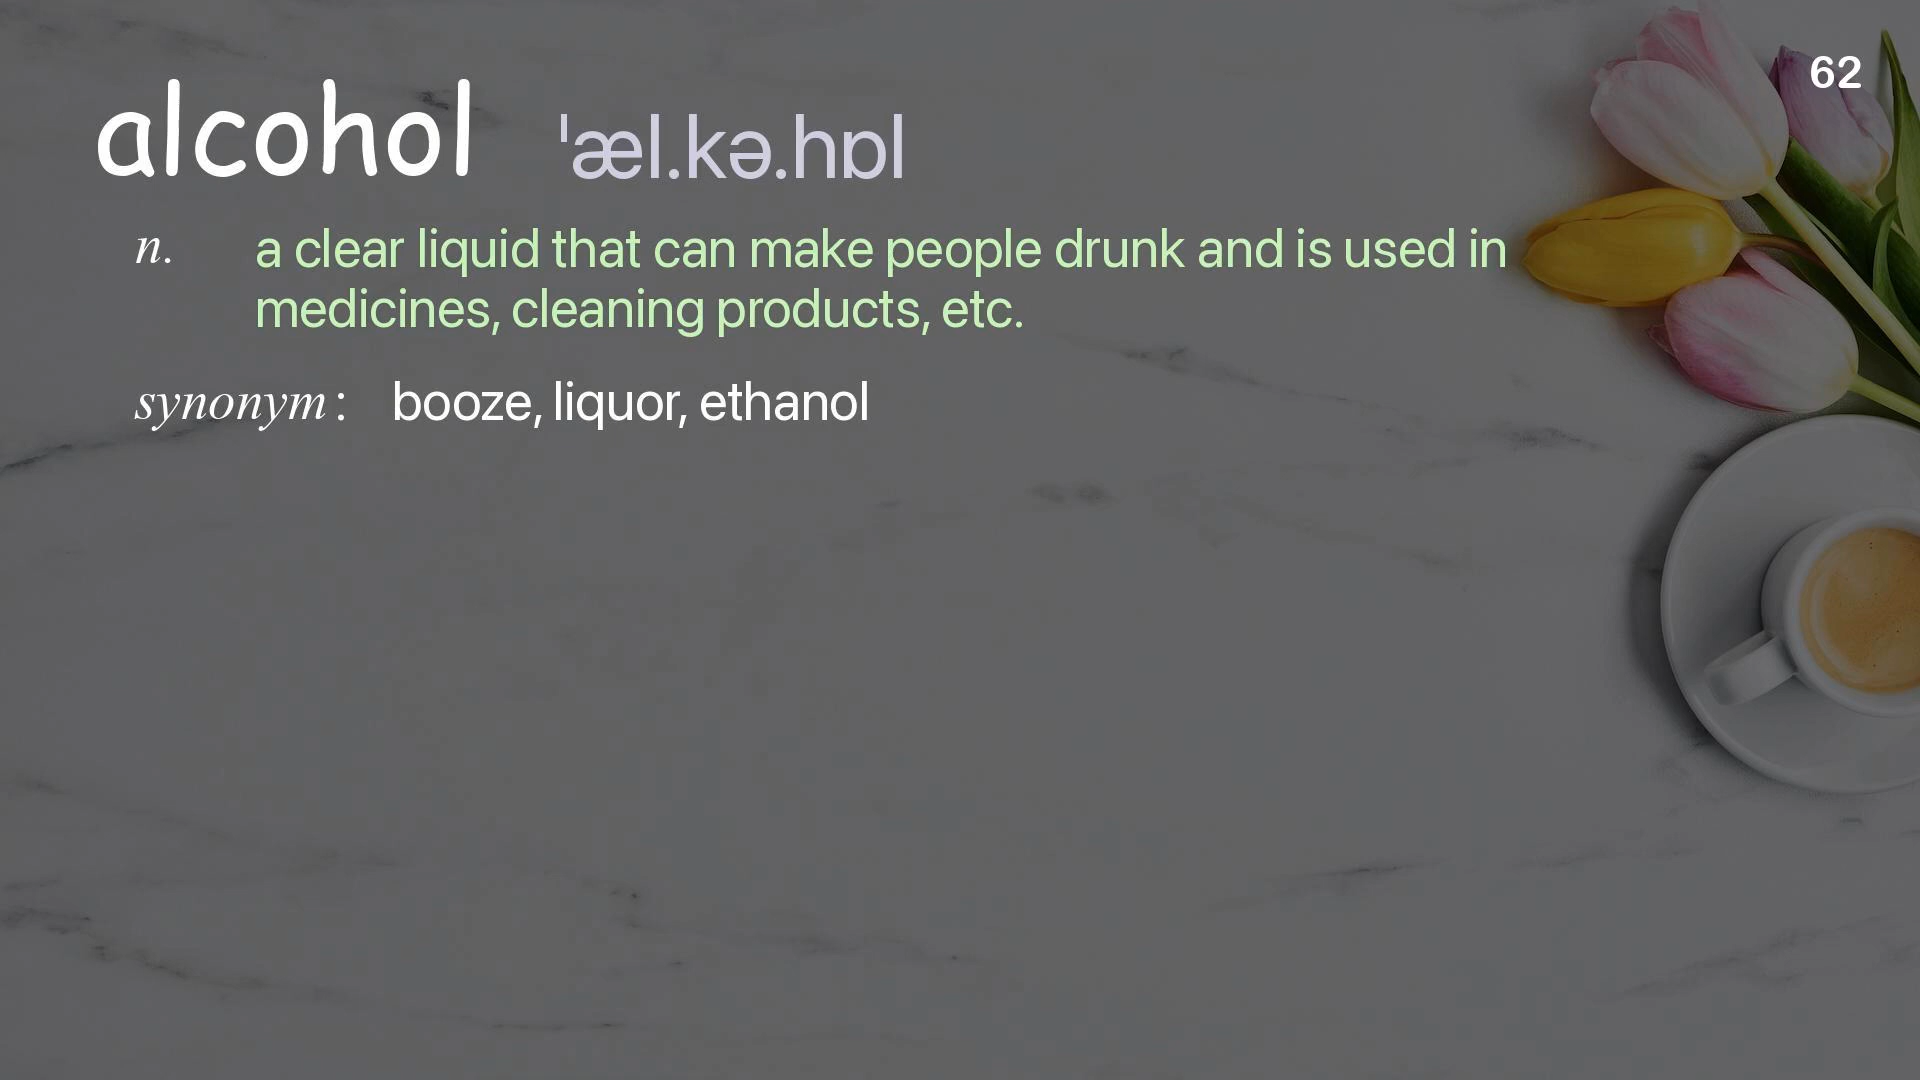 62
alcohol ˈæl.kə.hɒl
n. a clear liquid that can make people drunk and is used in
medicines, cleaning products, etc.
synonym: booze, liquor, ethanol